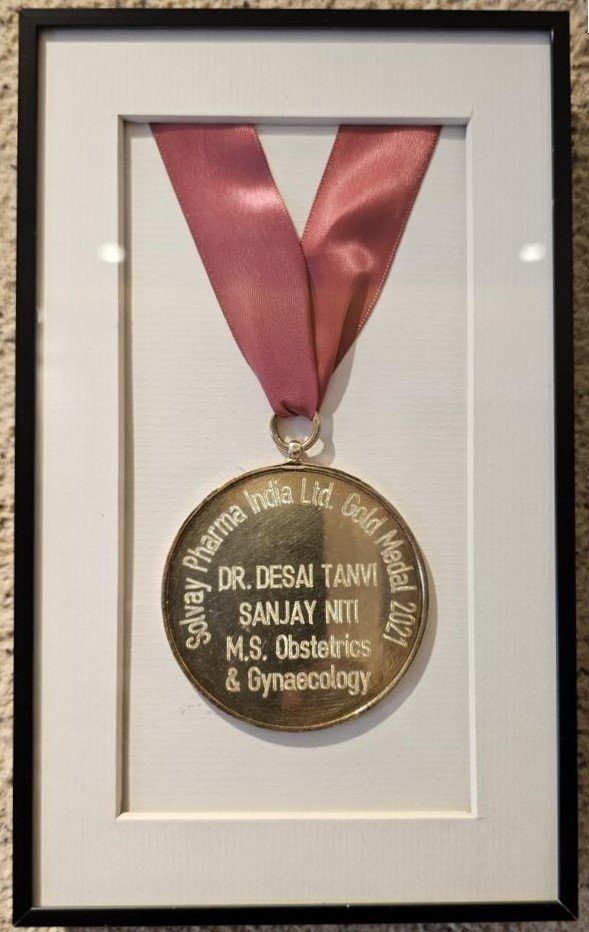 Solvay Pharma India Ltd. Gold Medal 2021
DR. DESAI TANVI
SANJAY NITI
M.S. Obstetrics
& Gynaecology